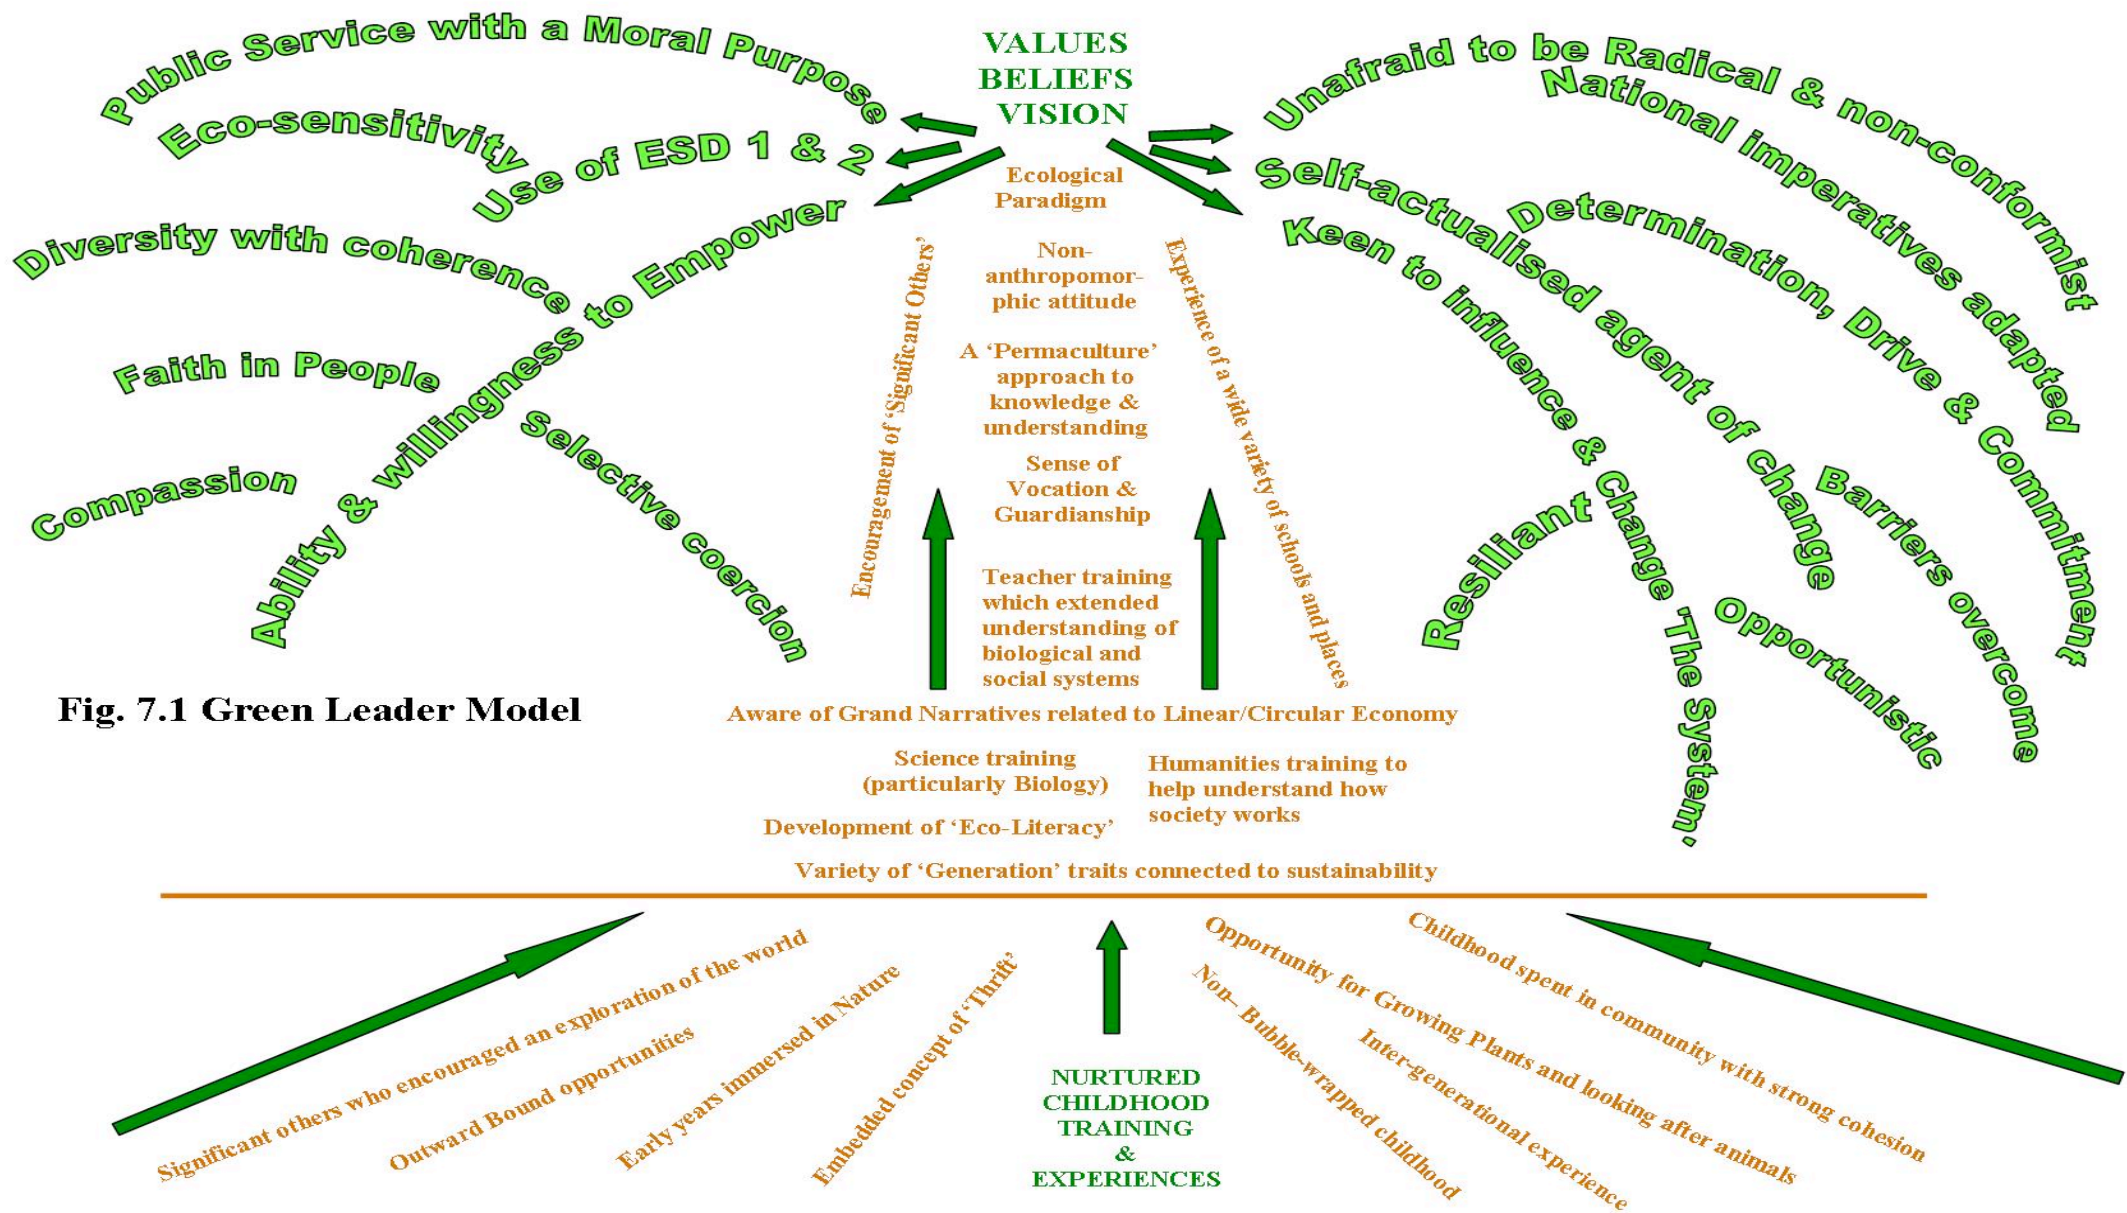 Public Service with a Moral Purpose
Eco-sensitivity
Use of ESD 1 & 2
Diversity with coherence
Ability & willingness to Empower
Faith in People
Selective coercion
Compassion
VALUES
BELIEFS
VISION
Unafraid to be Radical & non-conformist
National imperatives adapted
Self-actualised agent of change
Determination, Drive & Commitment
Keen to influence & Change 'The System'
Barriers overcome
Resiliant
Opportunistic
Ecological
Paradigm
Non-
anthropomor-
phic attitude
A ‘Permaculture’
approach to
knowledge &
understanding
Sense of
Vocation &
Guardianship
Teacher training
which extended
understanding of
biological and
social systems
Encouragement of ‘Significant Others’
Experience of a wide variety of schools and places
Fig. 7.1 Green Leader Model
Aware of Grand Narratives related to Linear/Circular Economy
Science training
(particularly Biology)
Humanities training to
help understand how
society works
Development of ‘Eco-Literacy’
Variety of ‘Generation’ traits connected to sustainability
Significant others who encouraged an exploration of the world
Outward Bound opportunities
Early years immersed in Nature
Embedded concept of ‘Thrift’
NURTURED
CHILDHOOD
TRAINING
&
EXPERIENCES
Non– Bubble-wrapped childhood
Opportunity for Growing Plants and looking after animals
Inter-generational experience
Childhood spent in community with strong cohesion